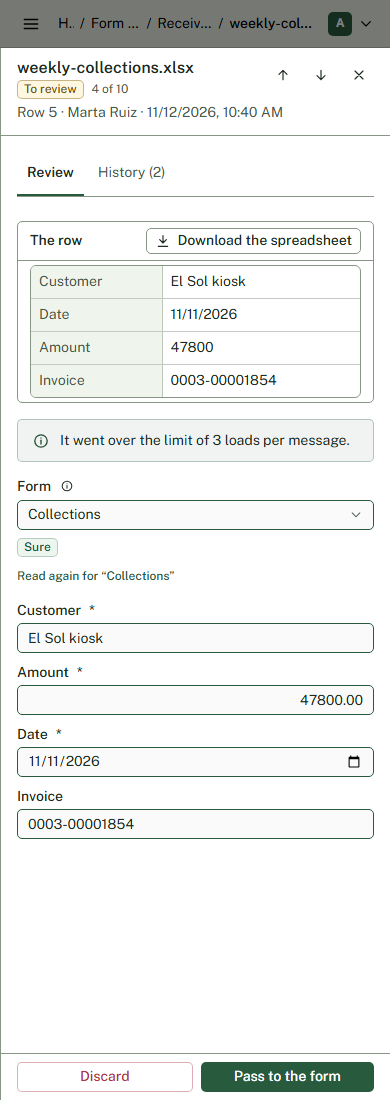 H.. / Form ... / Receiv... / weekly-col... A
weekly-collections.xlsx
To review 4 of 10
Row 5 · Marta Ruiz · 11/12/2026, 10:40 AM
Review History (2)
The row Download the spreadsheet
Customer El Sol kiosk
Date 11/11/2026
Amount 47800
Invoice 0003-00001854
It went over the limit of 3 loads per message.
Form
Collections
Sure
Read again for “Collections”
Customer *
El Sol kiosk
Amount *
47800.00
Date *
11/11/2026
Invoice
0003-00001854
Discard Pass to the form